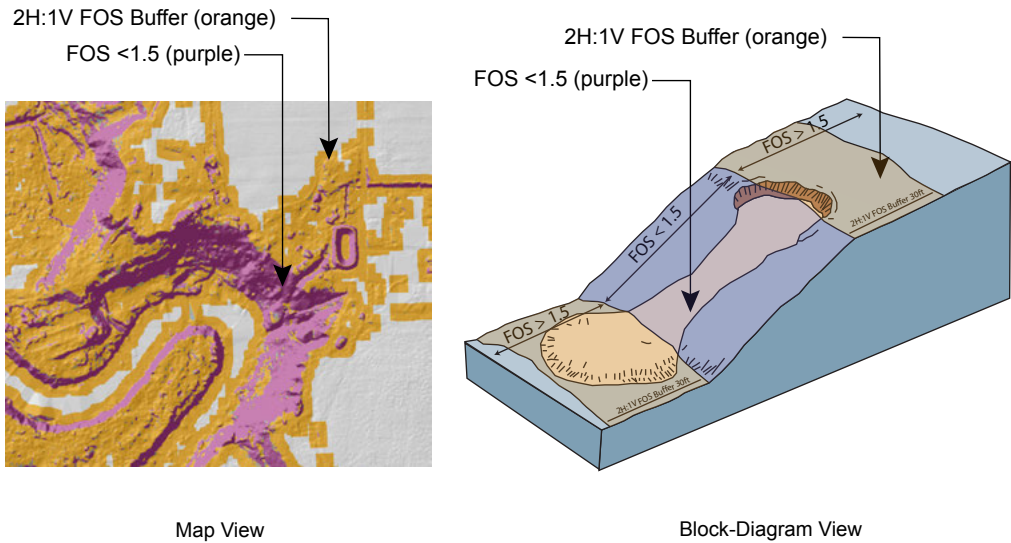 2H:1V FOS Buffer (orange)
FOS <1.5 (purple)
2H:1V FOS Buffer (orange)
FOS <1.5 (purple)
FOS > 1.5
FOS < 1.5
2H:1V FOS Buffer 30ft
FOS > 1.5
2H:1V FOS Buffer 30ft
Map View
Block-Diagram View